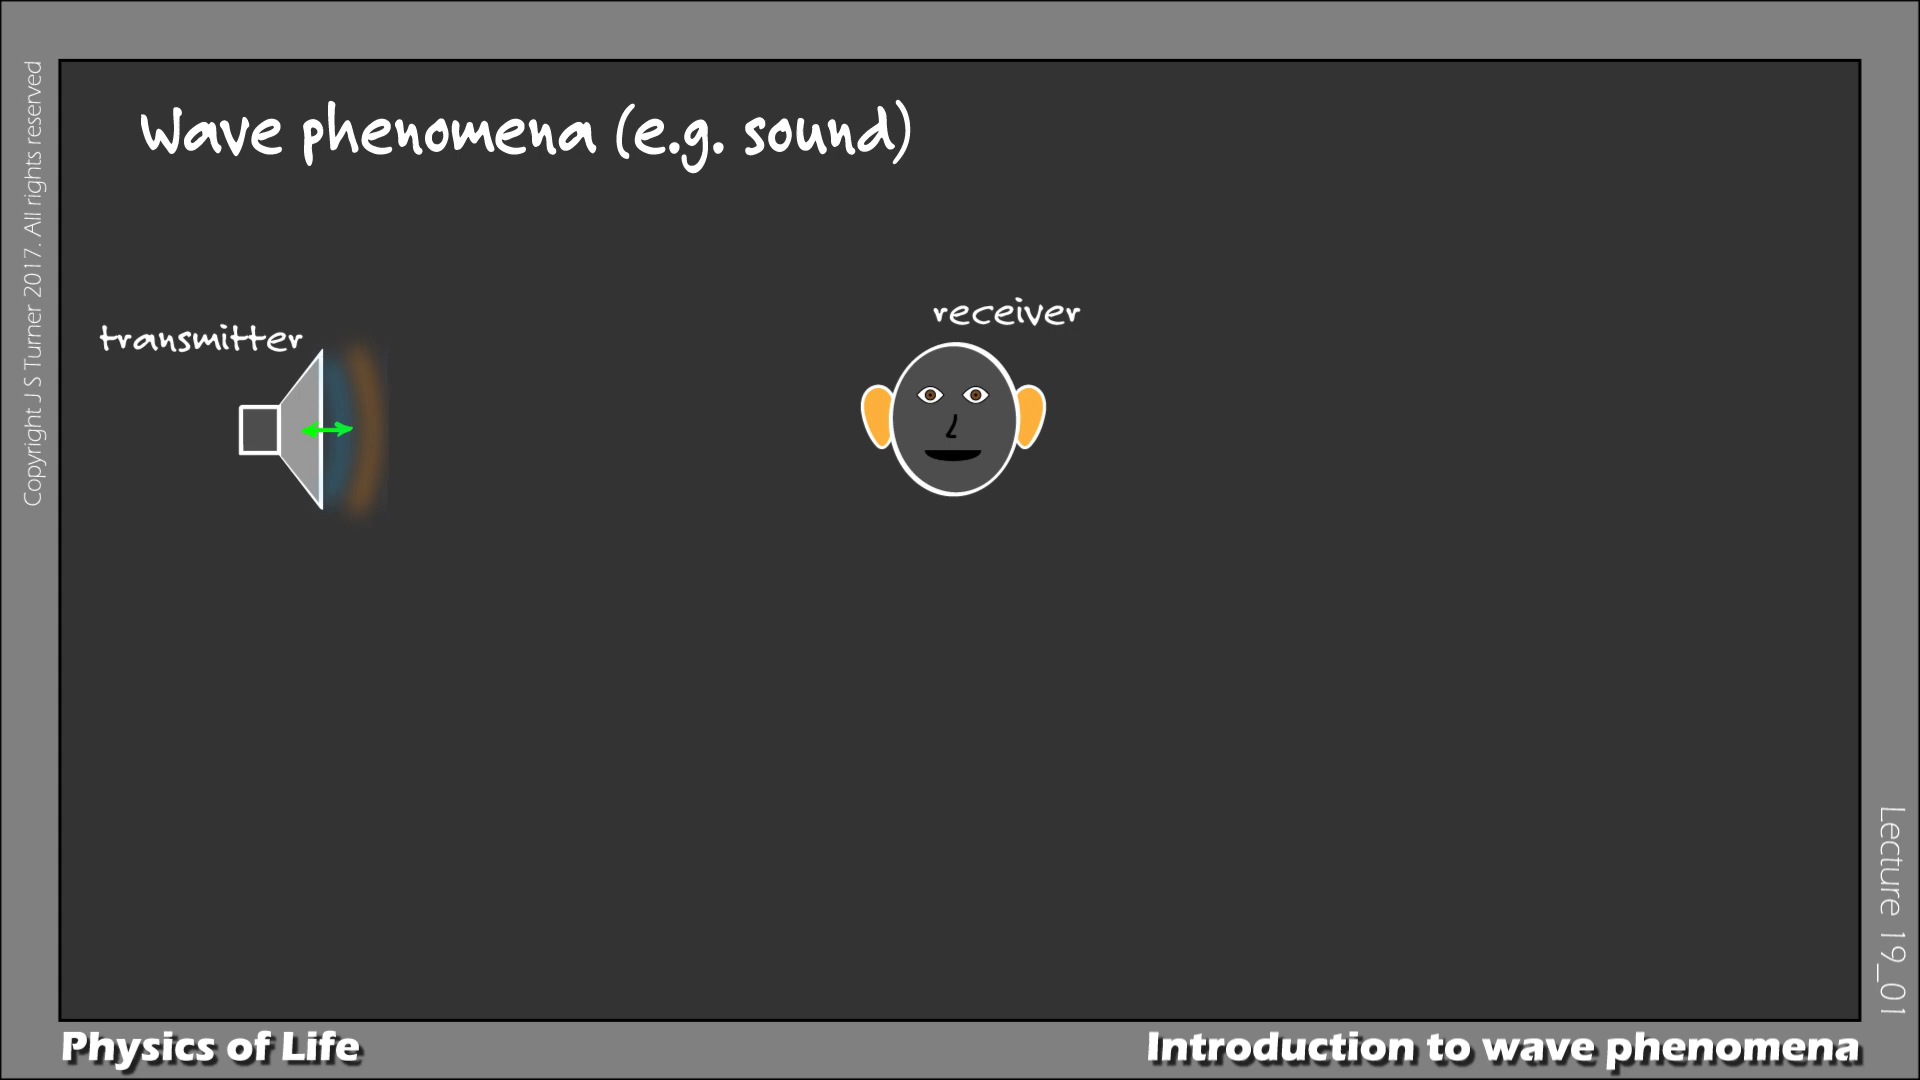 Copyright J S Turner 2017. All rights reserved
Wave phenomena (e.g. sound)
receiver
transmitter
Lecture 19_01
Physics of Life
Introduction to wave phenomena